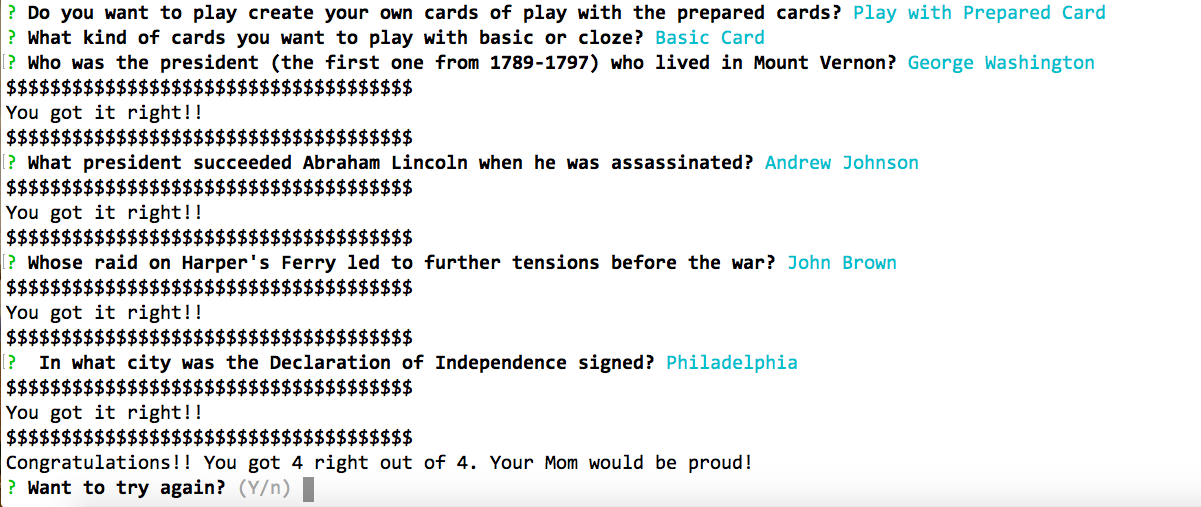 ? Do you want to play create your own cards of play with the prepared cards? Play with Prepared Card
? What kind of cards you want to play with basic or cloze? Basic Card
[? Who was the president (the first one from 1789-1797) who lived in Mount Vernon? George Washington
$$$$$$$$$$$$$$$$$$$$$$$$$$$$$$$$$$$$$
You got it right!!
$$$$$$$$$$$$$$$$$$$$$$$$$$$$$$$$$$$$$
[? What president succeeded Abraham Lincoln when he was assassinated? Andrew Johnson
$$$$$$$$$$$$$$$$$$$$$$$$$$$$$$$$$$$$$
You got it right!!
$$$$$$$$$$$$$$$$$$$$$$$$$$$$$$$$$$$$$
[? Whose raid on Harper's Ferry led to further tensions before the war? John Brown
$$$$$$$$$$$$$$$$$$$$$$$$$$$$$$$$$$$$$
You got it right!!
$$$$$$$$$$$$$$$$$$$$$$$$$$$$$$$$$$$$$
[?  In what city was the Declaration of Independence signed? Philadelphia
$$$$$$$$$$$$$$$$$$$$$$$$$$$$$$$$$$$$$
You got it right!!
$$$$$$$$$$$$$$$$$$$$$$$$$$$$$$$$$$$$$
Congratulations!! You got 4 right out of 4. Your Mom would be proud!
? Want to try again? (Y/n)